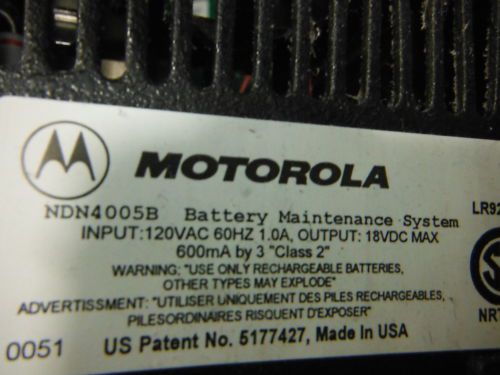 MOTOROLA
NDN4005B Battery Maintenance System
LR92
INPUT:120VAC 60HZ 1.0A, OUTPUT: 18VDC MAX
600mA by 3 "Class 2"
WARNING: "USE ONLY RECHARGEABLE BATTERIES,
OTHER TYPES MAY EXPLODE"
ADVERTISSMENT: "UTILISER UNIQUEMENT DES PILES RECHARGEABLES,
PILESORDINAIRES RISQUENT D'EXPOSER"
NRT
0051 US Patent No. 5177427, Made In USA